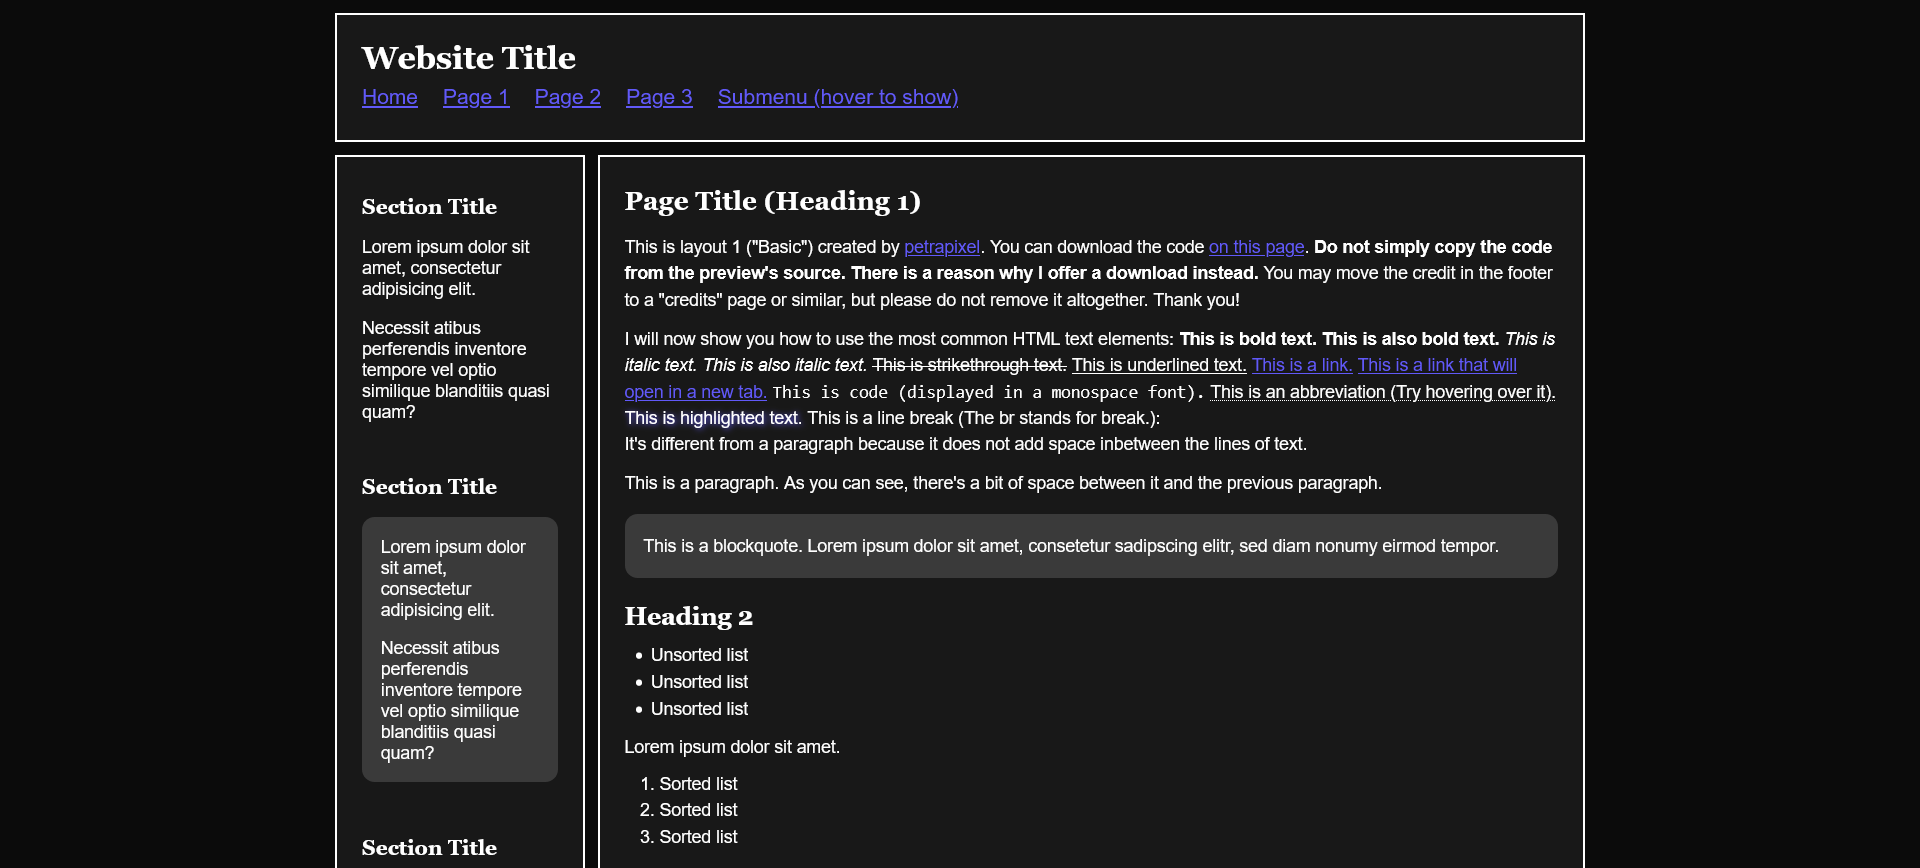 Website Title
Home Page 1 Page 2 Page 3 Submenu (hover to show)
Section Title
Lorem ipsum dolor sit
amet, consectetur
adipisicing elit.
Necessit atibus
perferendis inventore
tempore vel optio
similique blanditiis quasi
quam?
Section Title
Lorem ipsum dolor
sit amet,
consectetur
adipisicing elit.
Necessit atibus
perferendis
inventore tempore
vel optio similique
blanditiis quasi
quam?
Section Title
Page Title (Heading 1)
This is layout 1 ("Basic") created by petrapixel. You can download the code on this page. Do not simply copy the code
from the preview's source. There is a reason why I offer a download instead. You may move the credit in the footer
to a "credits" page or similar, but please do not remove it altogether. Thank you!
I will now show you how to use the most common HTML text elements: This is bold text. This is also bold text. This is
italic text. This is also italic text. This is strikethrough text. This is underlined text. This is a link. This is a link that will
open in a new tab. This is code (displayed in a monospace font). This is an abbreviation (Try hovering over it).
This is highlighted text. This is a line break (The br stands for break.):
It's different from a paragraph because it does not add space inbetween the lines of text.
This is a paragraph. As you can see, there's a bit of space between it and the previous paragraph.
This is a blockquote. Lorem ipsum dolor sit amet, consetetur sadipscing elitr, sed diam nonumy eirmod tempor.
Heading 2
• Unsorted list
• Unsorted list
• Unsorted list
Lorem ipsum dolor sit amet.
1. Sorted list
2. Sorted list
3. Sorted list